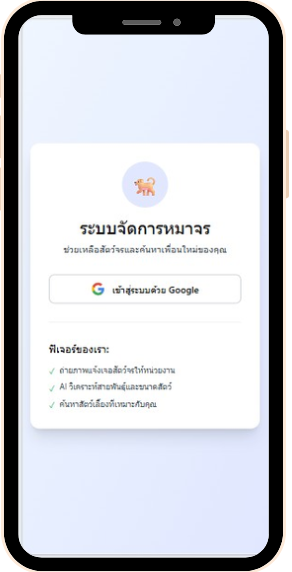 ระบบจัดการหมาจร
ช่วยเหลือสัตว์จรและค้นหาเพื่อนใหม่ของคุณ
เข้าสู่ระบบด้วย Google
ฟีเจอร์ของเรา:
✓ ถ่ายภาพแจ้งเจอสัตว์จรให้หน่วยงาน
✓ AI วิเคราะห์สายพันธุ์และขนาดสัตว์
✓ ค้นหาสัตว์เลี้ยงที่เหมาะกับคุณ